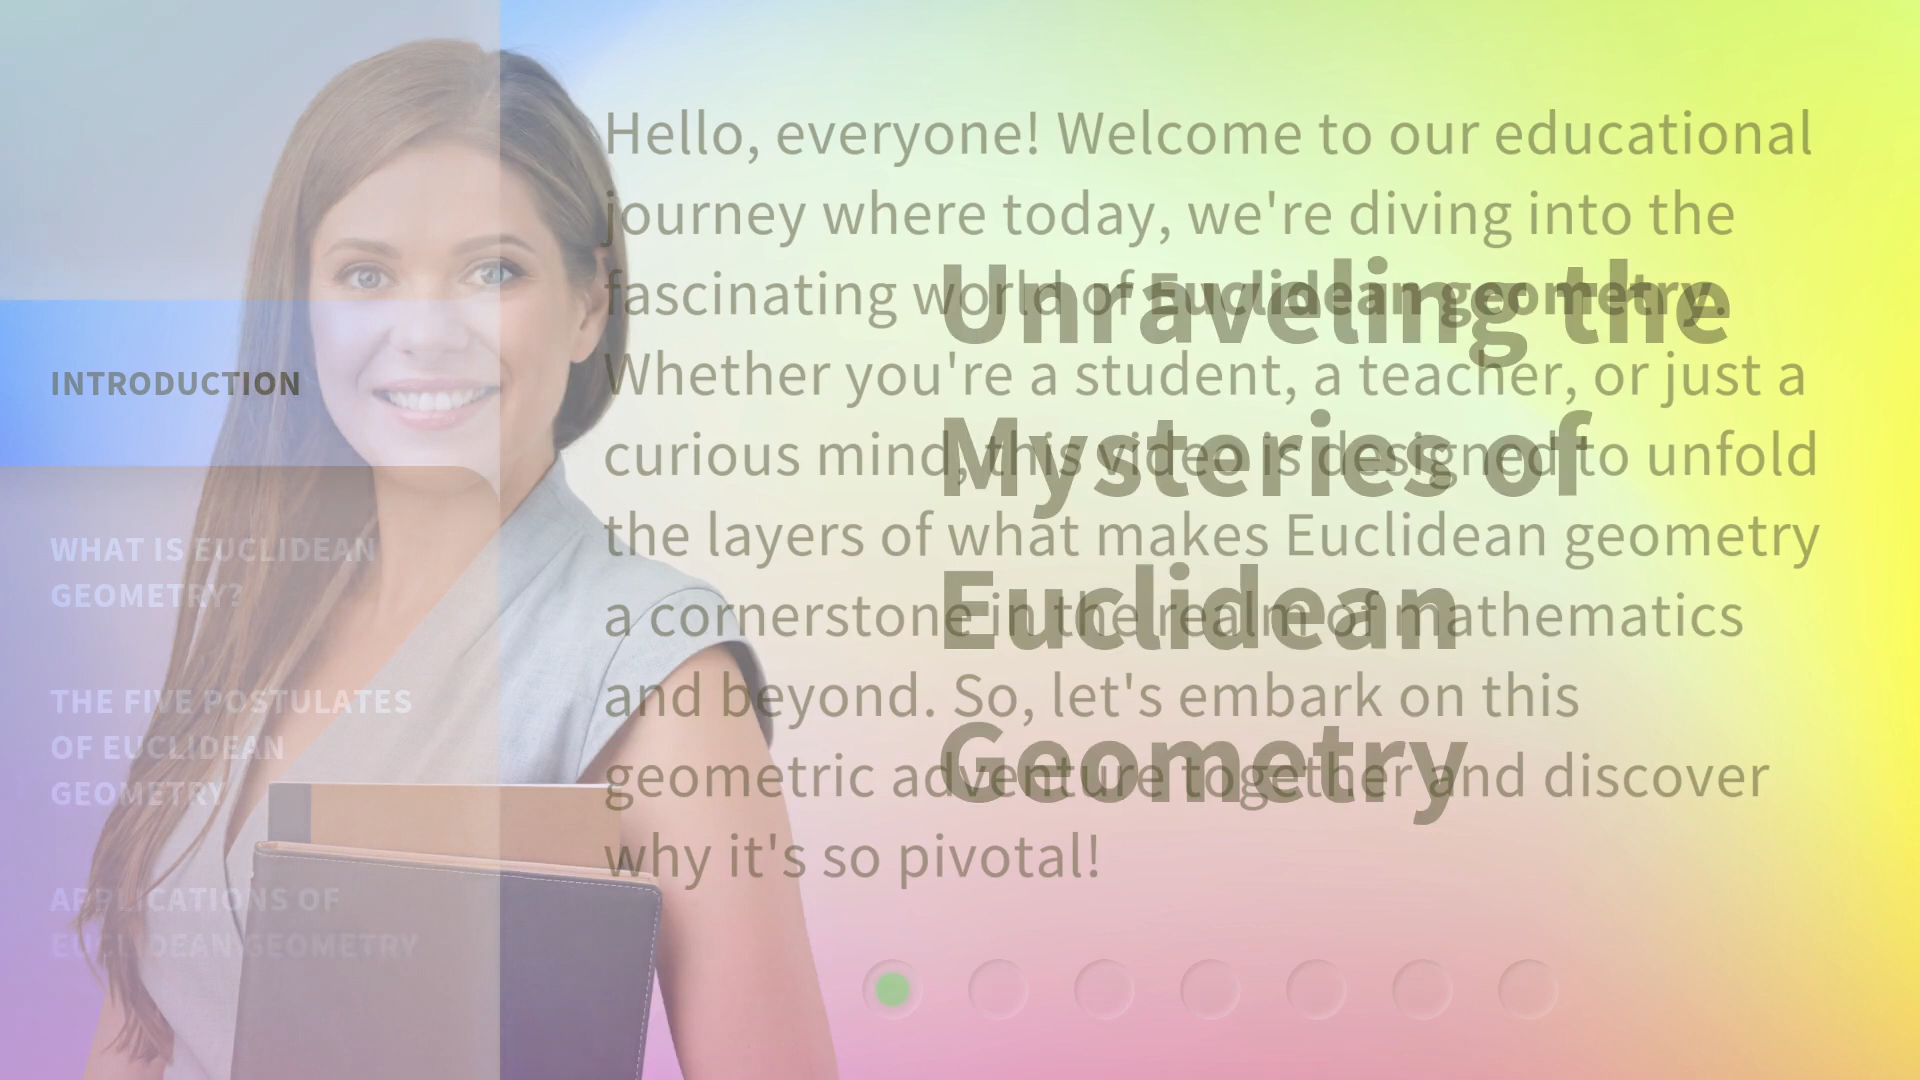 INTRODUCTION
WHAT IS EUCLIDEAN
GEOMETRY?
THE FIVE POSTULATES
OF EUCLIDEAN
GEOMETRY
APPLICATIONS OF
EUCLIDEAN GEOMETRY
Hello, everyone! Welcome to our educational
journey where today, we're diving into the
fascinating world of Euclidean geometry.
Whether you're a student, a teacher, or just a
curious mind, this video is designed to unfold
the layers of what makes Euclidean geometry
a cornerstone in the realm of mathematics
and beyond. So, let's embark on this
geometric adventure together and discover
why it's so pivotal!
Unraveling the
Mysteries of
Euclidean
Geometry